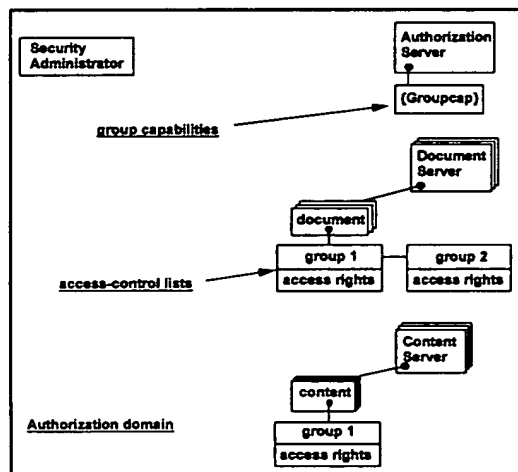 Security
Administrator
Authorization
Server
{Groupcap}
group capabilities
Document
Server
document
group 1
access rights
group 2
access rights
access-control lists
Content
Server
content
group 1
access rights
Authorization domain